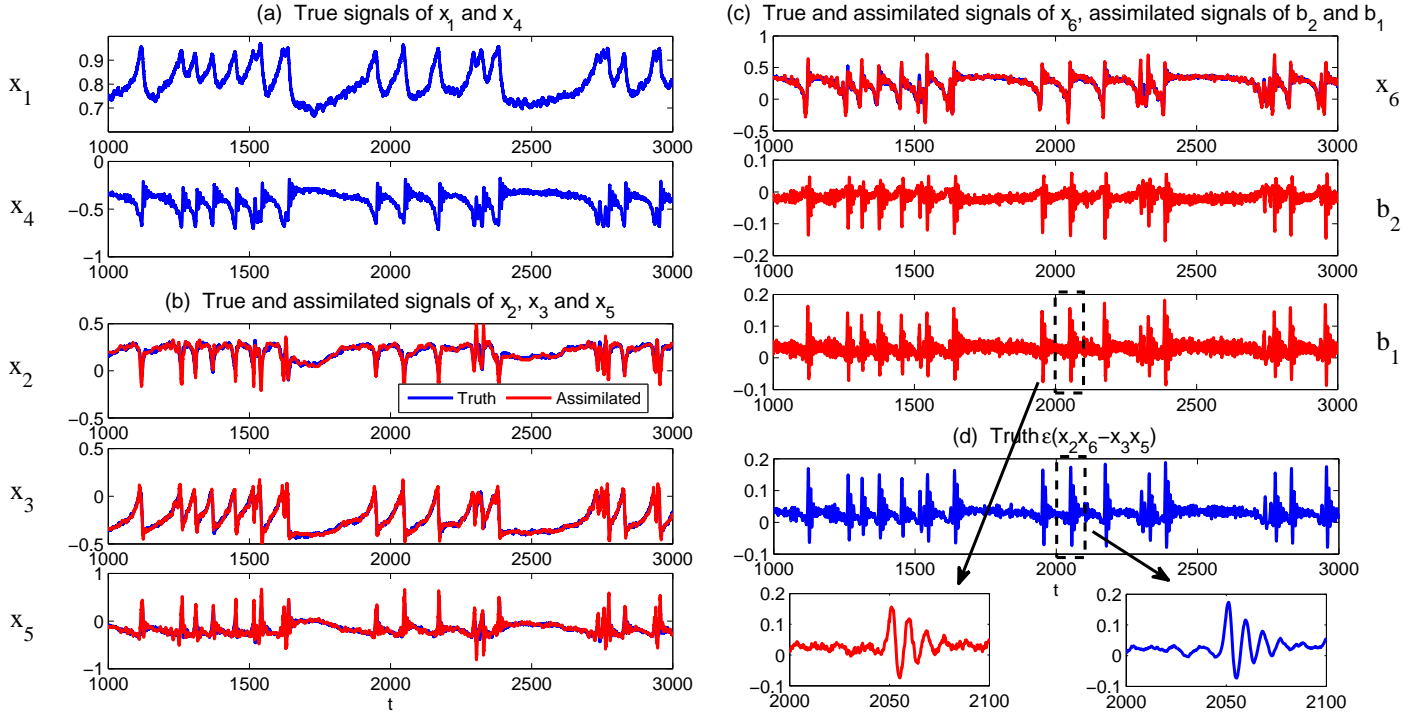 (a) True signals of x1 and x4
x1
0.9
0.8
0.7
1000 1500 2000 2500 3000
x4
0
−0.5
−1
1000 1500 2000 2500 3000
(b) True and assimilated signals of x2, x3 and x5
x2
0.5
0
−0.5
Truth Assimilated
1000 1500 2000 2500 3000
x3
0.5
0
−0.5
1000 1500 2000 2500 3000
x5
1
0
−1
1000 1500 2000 2500 3000
t
(c) True and assimilated signals of x6, assimilated signals of b2 and b1
1
0.5
0
−0.5
x6
1000 1500 2000 2500 3000
0.1
0
−0.1
−0.2
b2
1000 1500 2000 2500 3000
0.2
0.1
0
−0.1
b1
1000 1500 2000 2500 3000
(d) Truth ε(x2x6−x3x5)
0.2
0.1
0
−0.1
1000 1500 2000 2500 3000
t
0.2
0.1
0
−0.1
2000 2050 2100
0.2
0.1
0
−0.1
2000 2050 2100